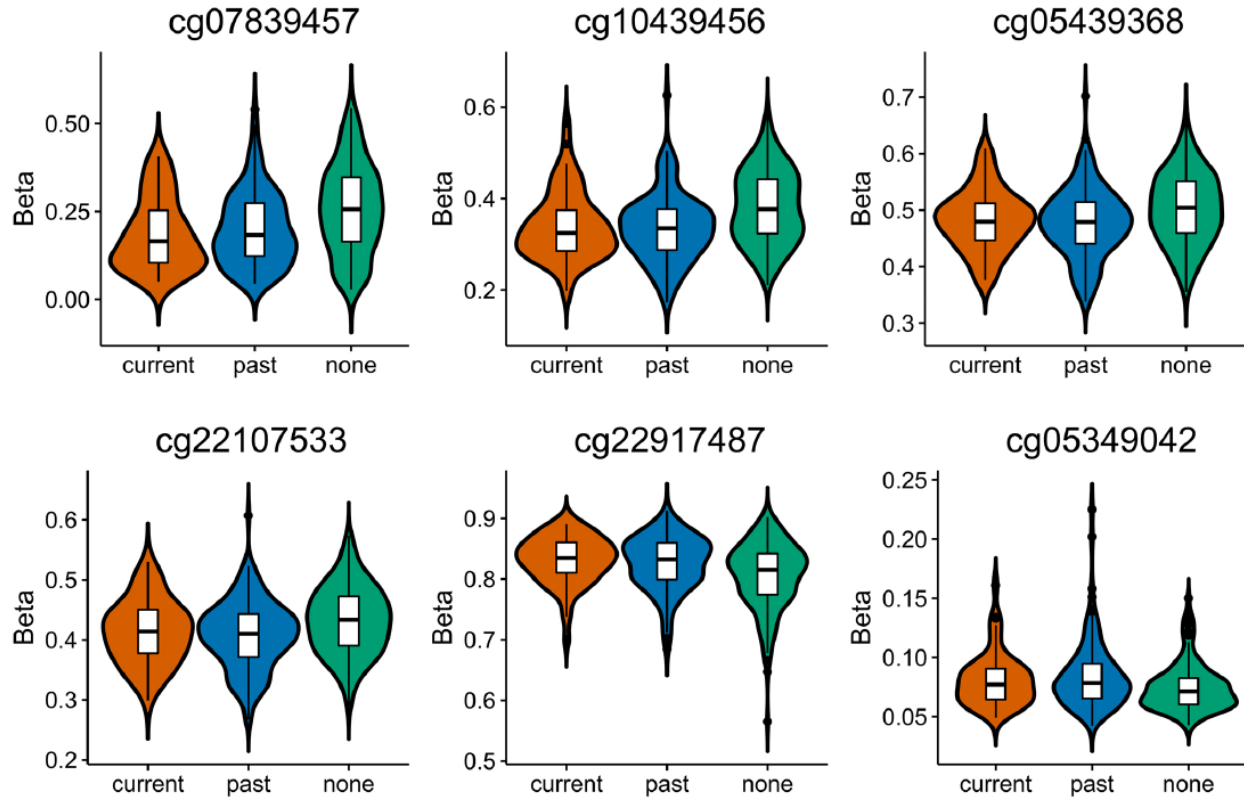 cg07839457 cg10439456 cg05439368
Beta 0.50 0.25 0.00
Beta 0.6 0.4 0.2
Beta 0.7 0.6 0.5 0.4 0.3
current past none current past none current past none
cg22107533 cg22917487 cg05349042
Beta 0.6 0.5 0.4 0.3 0.2
Beta 0.9 0.8 0.7 0.6 0.5
Beta 0.25 0.20 0.15 0.10 0.05
current past none current past none current past none